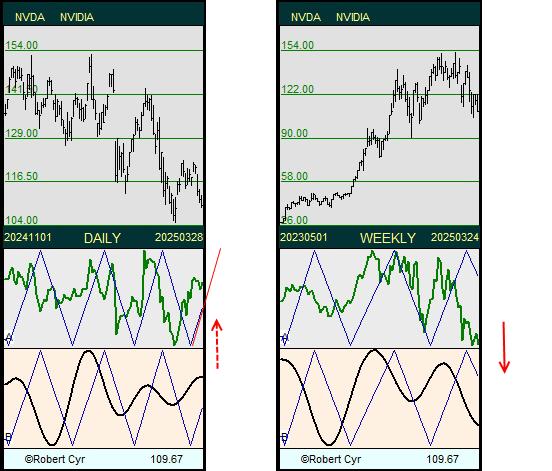 NVDA NVIDIA
154.00
141.00
129.00
116.50
104.00
20241101 DAILY 20250328
A
B
©Robert Cyr 109.67
NVDA NVIDIA
154.00
122.00
90.00
58.00
26.00
20230501 WEEKLY 20250324
A
B
©Robert Cyr 109.67